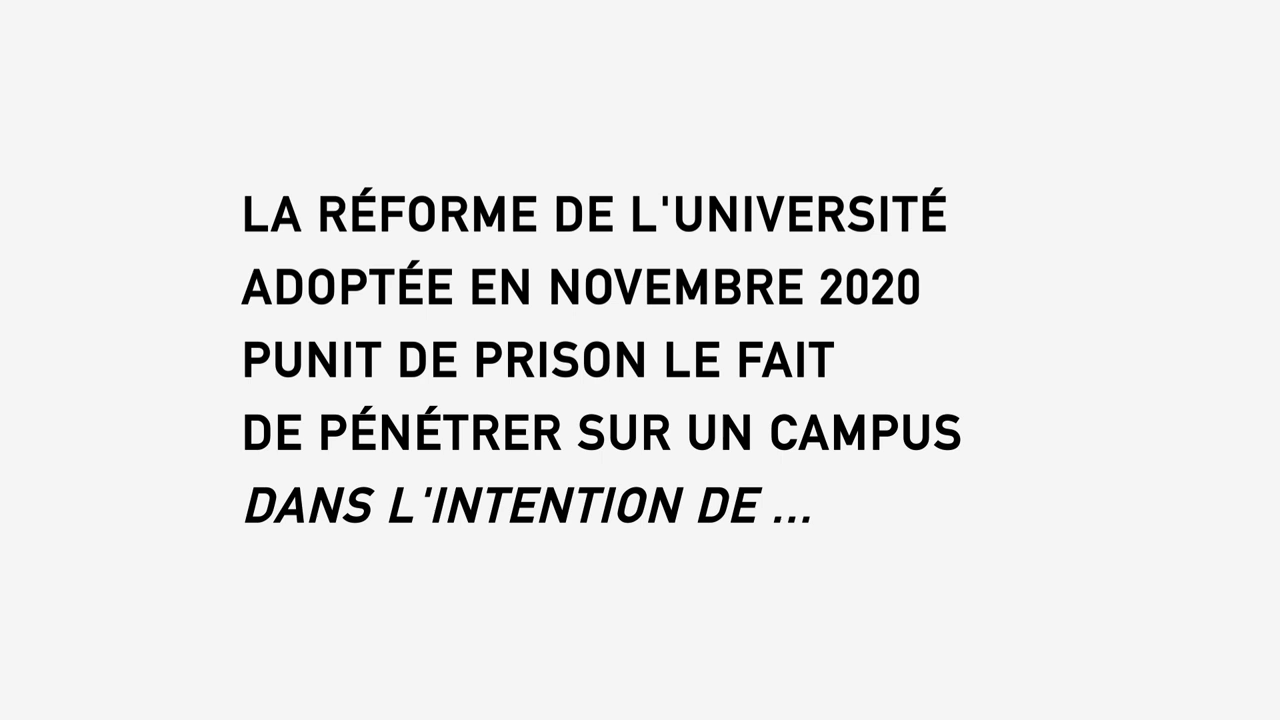 LA RÉFORME DE L'UNIVERSITÉ
ADOPTÉE EN NOVEMBRE 2020
PUNIT DE PRISON LE FAIT
DE PÉNÉTRER SUR UN CAMPUS
DANS L'INTENTION DE ...